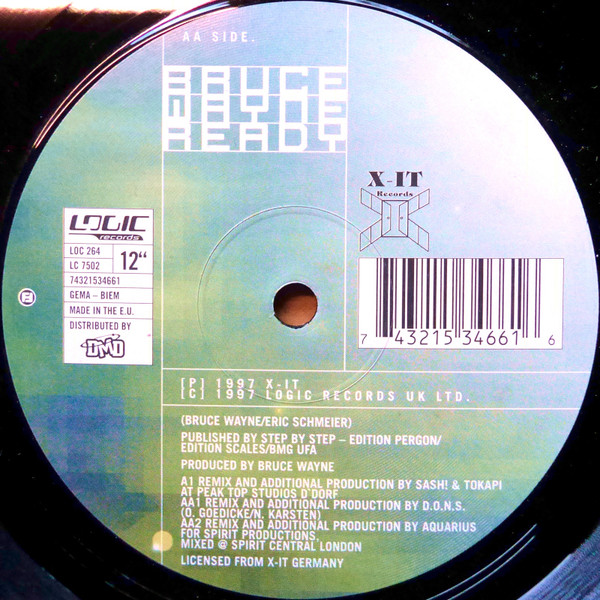 AA SIDE.
BRUCE
WAYNE
READY
X-IT
Records
LOGIC
records
LOC 264
LC 7502
12"
74321534661
GEMA – BIEM
MADE IN THE E.U.
DISTRIBUTED BY
DMD
7 43215 34661 6
[P] 1997 X-IT
[C] 1997 LOGIC RECORDS UK LTD.
(BRUCE WAYNE/ERIC SCHMEIER)
PUBLISHED BY STEP BY STEP – EDITION PERGON/
EDITION SCALES/BMG UFA
PRODUCED BY BRUCE WAYNE
A1 REMIX AND ADDITIONAL PRODUCTION BY SASH! & TOKAPI
AT PEAK TOP STUDIOS D'DORF
AA1 REMIX AND ADDITIONAL PRODUCTION BY D.O.N.S.
(O. GOEDICKE/N. KARSTEN)
AA2 REMIX AND ADDITIONAL PRODUCTION BY AQUARIUS
FOR SPIRIT PRODUCTIONS.
MIXED @ SPIRIT CENTRAL LONDON
LICENSED FROM X-IT GERMANY